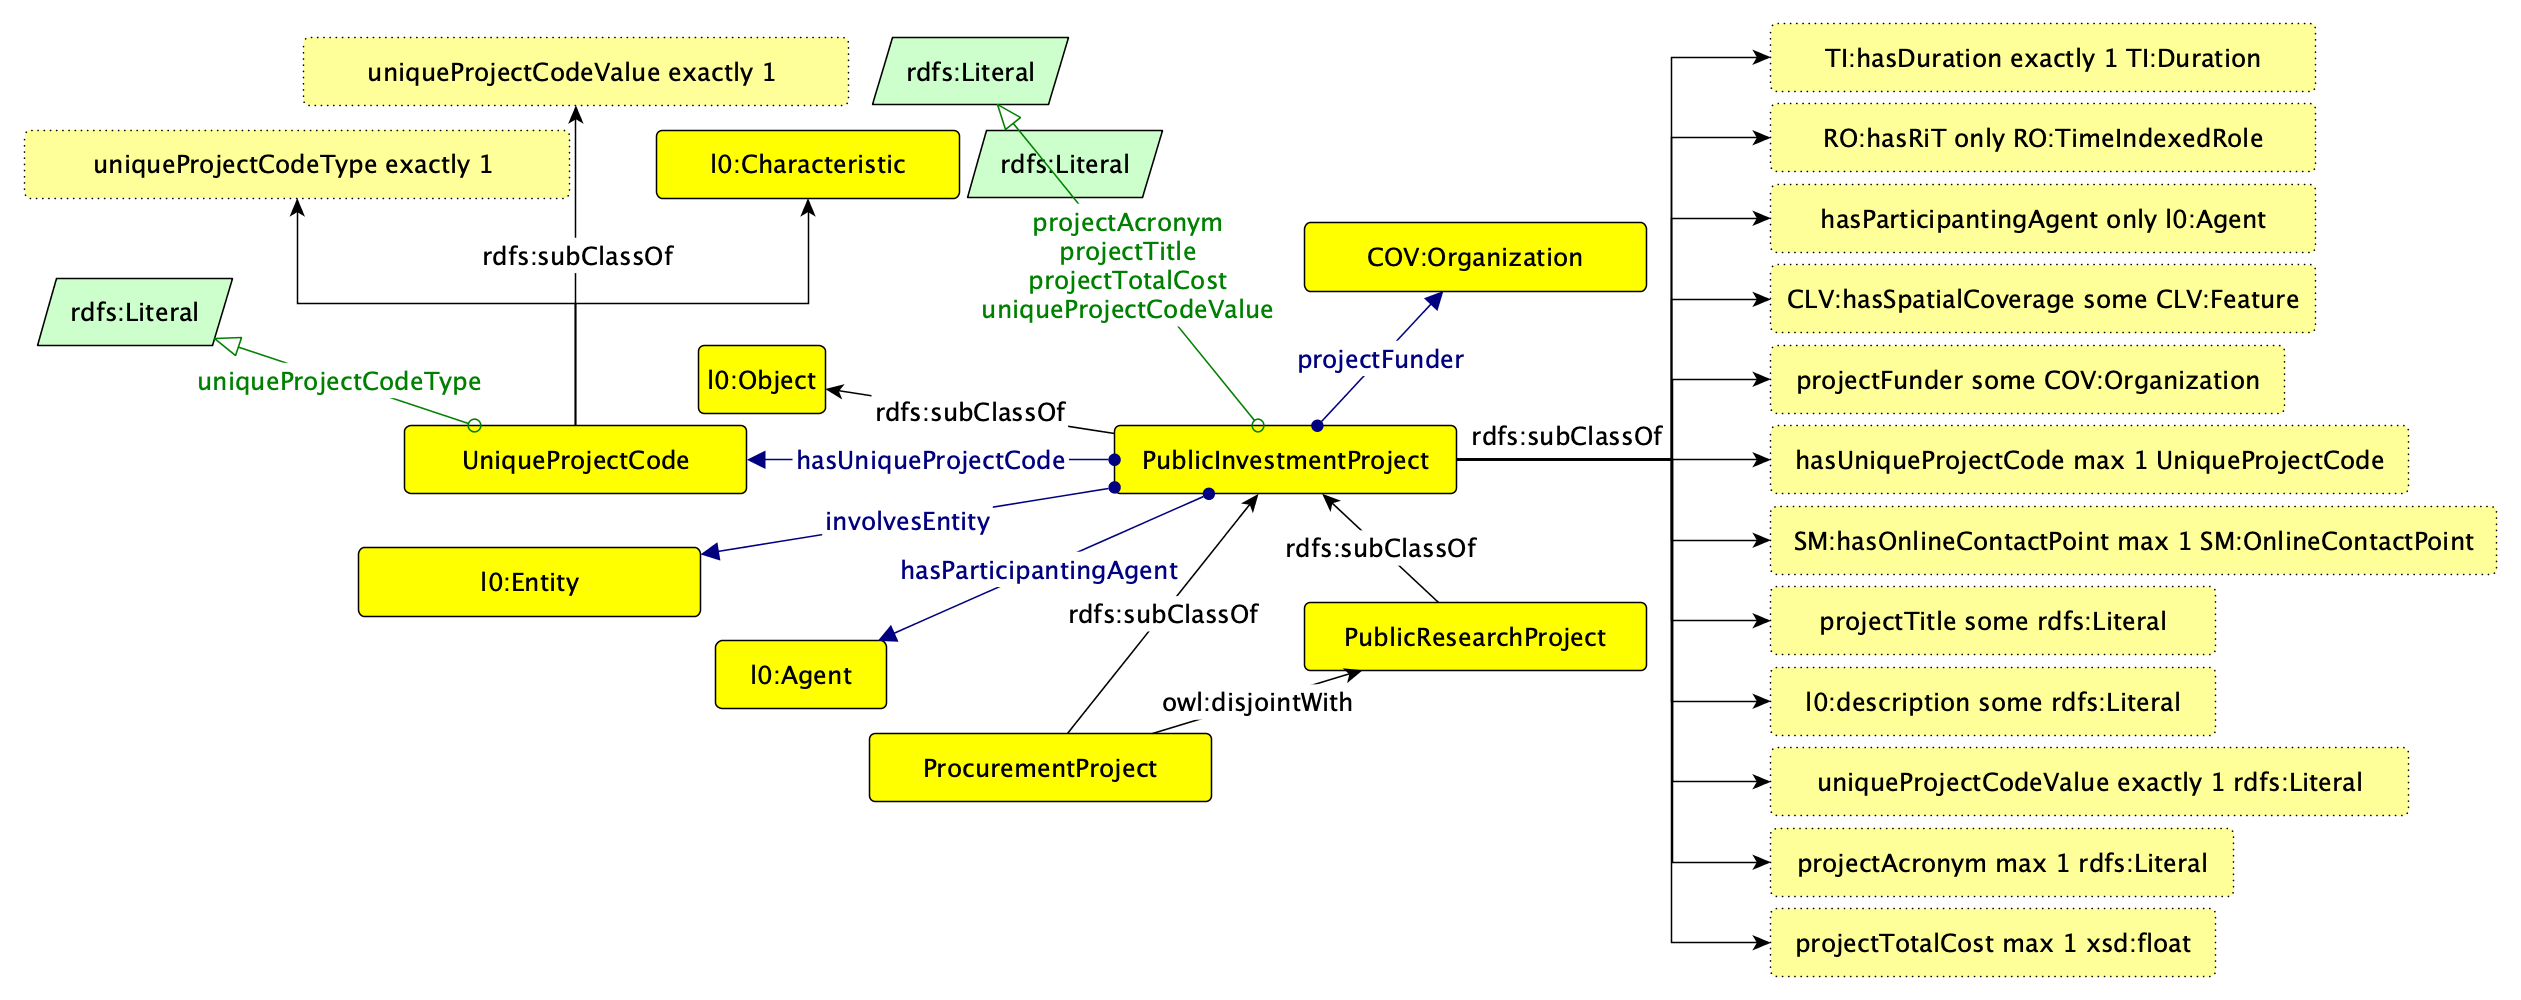 uniqueProjectCodeValue exactly 1
rdfs:Literal
TI:hasDuration exactly 1 TI:Duration
RO:hasRiT only RO:TimeIndexedRole
uniqueProjectCodeType exactly 1
l0:Characteristic
rdfs:Literal
projectAcronym
projectTitle
projectTotalCost
uniqueProjectCodeValue
hasParticipantingAgent only l0:Agent
rdfs:subClassOf
COV:Organization
CLV:hasSpatialCoverage some CLV:Feature
rdfs:Literal
projectFunder
uniqueProjectCodeType
l0:Object
projectFunder some COV:Organization
rdfs:subClassOf
rdfs:subClassOf
UniqueProjectCode
hasUniqueProjectCode
PublicInvestmentProject
hasUniqueProjectCode max 1 UniqueProjectCode
involvesEntity
SM:hasOnlineContactPoint max 1 SM:OnlineContactPoint
rdfs:subClassOf
hasParticipantingAgent
l0:Entity
rdfs:subClassOf
projectTitle some rdfs:Literal
PublicResearchProject
l0:Agent
owl:disjointWith
l0:description some rdfs:Literal
ProcurementProject
uniqueProjectCodeValue exactly 1 rdfs:Literal
projectAcronym max 1 rdfs:Literal
projectTotalCost max 1 xsd:float